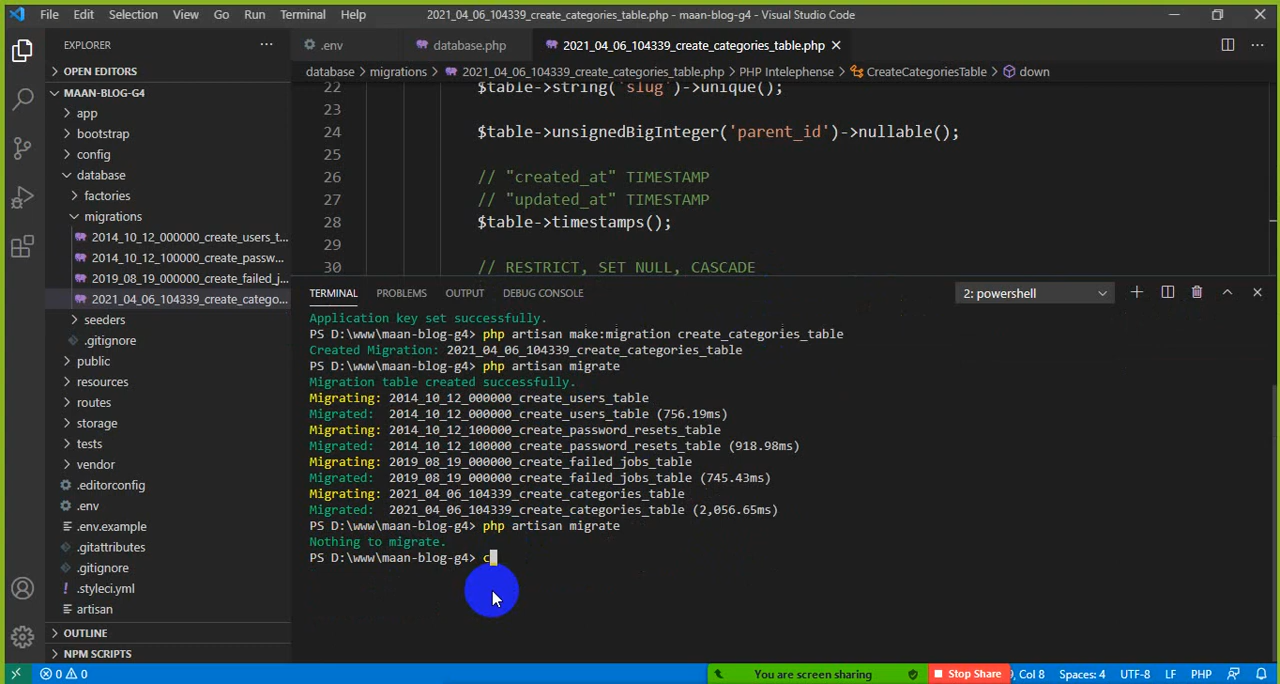 File Edit Selection View Go Run Terminal Help 2021_04_06_104339_create_categories_table.php - maan-blog-g4 - Visual Studio Code
EXPLORER
.env database.php 2021_04_06_104339_create_categories_table.php
OPEN EDITORS
database > migrations > 2021_04_06_104339_create_categories_table.php > PHP Intelephense > CreateCategoriesTable > down
MAAN-BLOG-G4
app
bootstrap
config
database
factories
migrations
2014_10_12_000000_create_users_t...
2014_10_12_100000_create_passw...
2019_08_19_000000_create_failed_j...
2021_04_06_104339_create_catego...
seeders
.gitignore
public
resources
routes
storage
tests
vendor
.editorconfig
.env
.env.example
.gitattributes
.gitignore
.styleci.yml
artisan
OUTLINE
NPM SCRIPTS
22 $table->string('slug')->unique();
23
24 $table->unsignedBigInteger('parent_id')->nullable();
25
26 // "created_at" TIMESTAMP
27 // "updated_at" TIMESTAMP
28 $table->timestamps();
29
30 // RESTRICT, SET NULL, CASCADE
TERMINAL PROBLEMS OUTPUT DEBUG CONSOLE 2: powershell
Application key set successfully.
PS D:\www\maan-blog-g4> php artisan make:migration create_categories_table
Created Migration: 2021_04_06_104339_create_categories_table
PS D:\www\maan-blog-g4> php artisan migrate
Migration table created successfully.
Migrating: 2014_10_12_000000_create_users_table
Migrated: 2014_10_12_000000_create_users_table (756.19ms)
Migrating: 2014_10_12_100000_create_password_resets_table
Migrated: 2014_10_12_100000_create_password_resets_table (918.98ms)
Migrating: 2019_08_19_000000_create_failed_jobs_table
Migrated: 2019_08_19_000000_create_failed_jobs_table (745.43ms)
Migrating: 2021_04_06_104339_create_categories_table
Migrated: 2021_04_06_104339_create_categories_table (2,056.65ms)
PS D:\www\maan-blog-g4> php artisan migrate
Nothing to migrate.
PS D:\www\maan-blog-g4> c
0 0 You are screen sharing Stop Share , Col 8 Spaces: 4 UTF-8 LF PHP